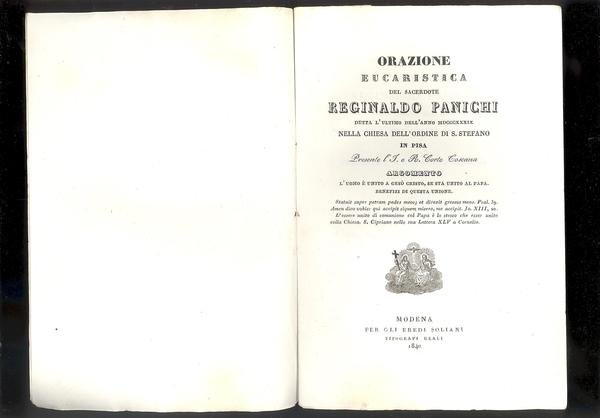 ORAZIONE
EUCARISTICA
DEL SACERDOTE
REGINALDO PANICHI
DETTA L'ULTIMO DELL'ANNO MDCCCXXXIX
NELLA CHIESA DELL'ORDINE DI S. STEFANO
IN PISA
Presente l'I. e R. Corte Toscana
ARGOMENTO
L'UOMO È UNITO A GESÙ CRISTO, SE STA UNITO AL PAPA.
BENEFIZI DI QUESTA UNIONE.
Statuit super petram pedes meos; et direxit gressus meos. Psal. 39.
Amen dico vobis: qui accipit siquem misero, me accipit. Jo. XIII, 20.
L'essere unito di comunione col Papa è lo stesso che esser unito
colla Chiesa. S. Cipriano nella sua Lettera XLV a Cornelio.
MODENA
PER GLI EREDI SOLIANI
TIPOGRAFI REALI
1840